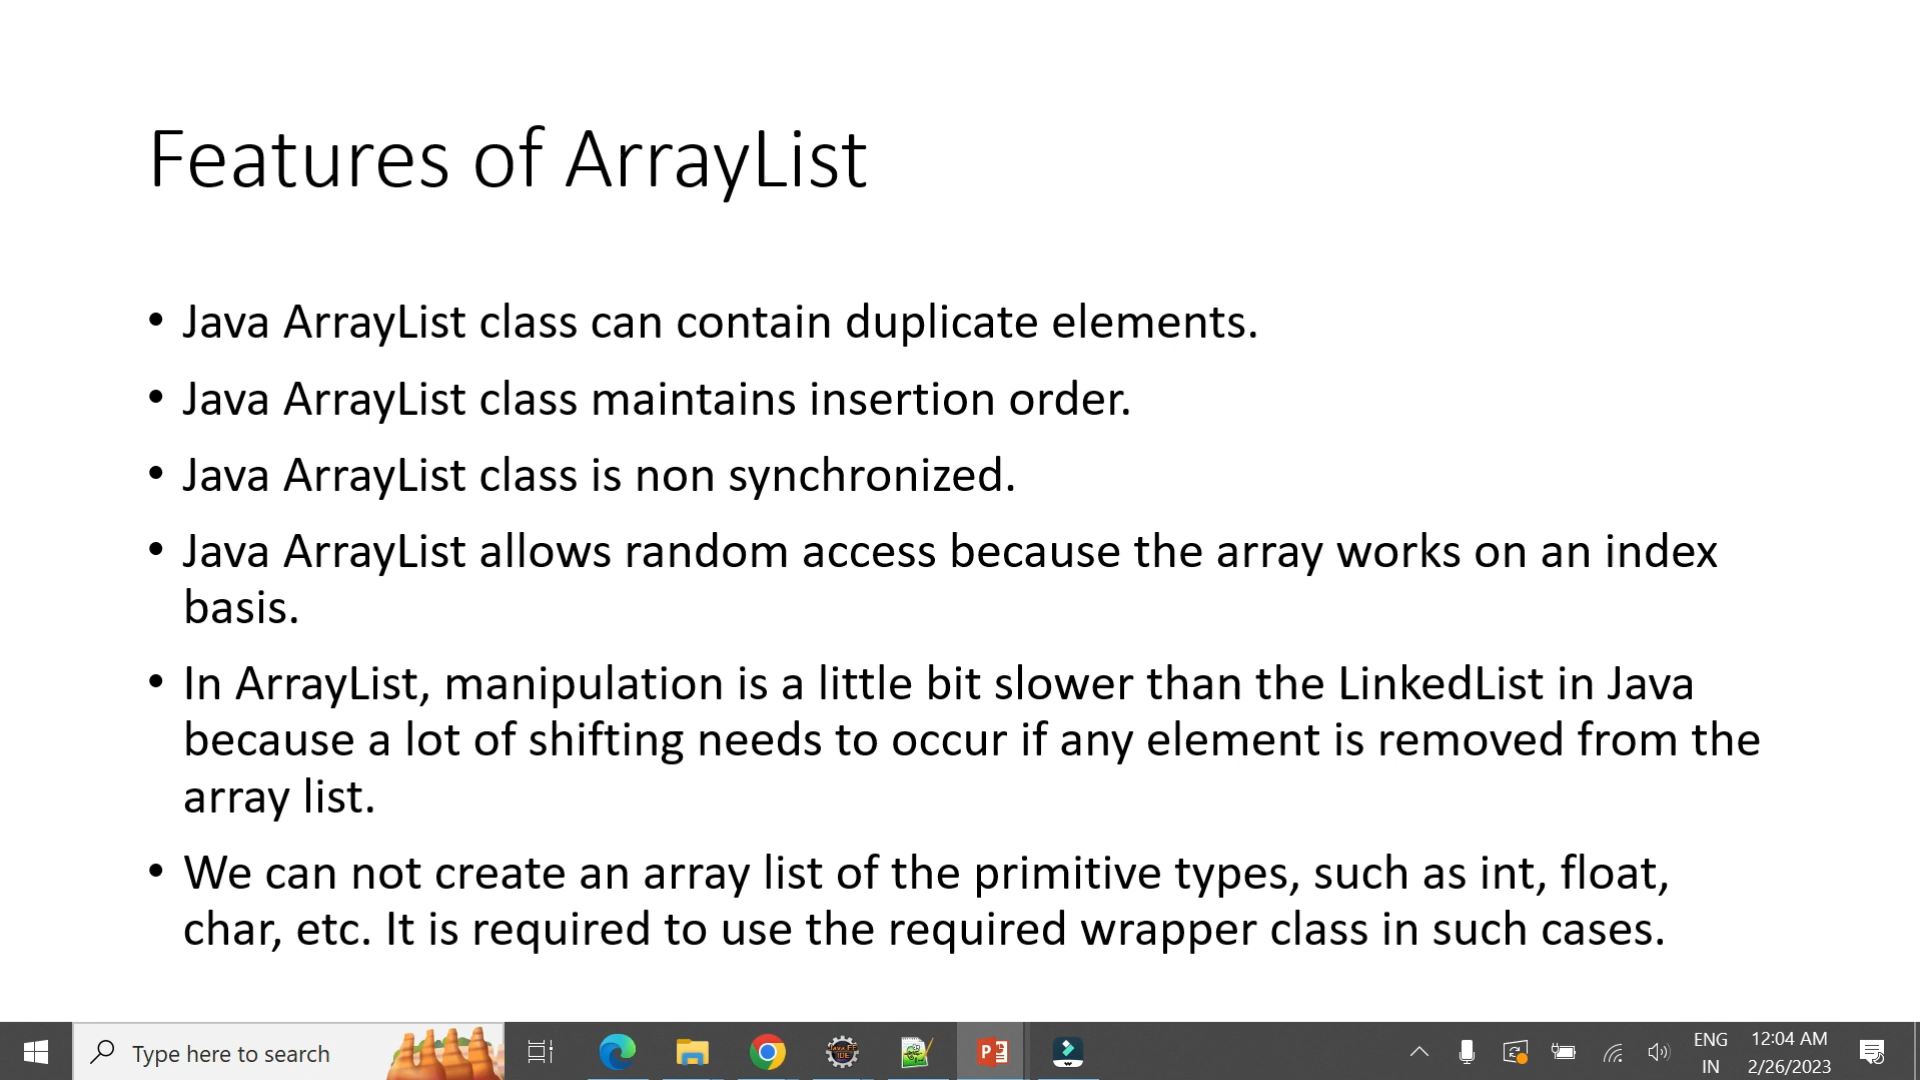 Features of ArrayList
• Java ArrayList class can contain duplicate elements.
• Java ArrayList class maintains insertion order.
• Java ArrayList class is non synchronized.
• Java ArrayList allows random access because the array works on an index
basis.
• In ArrayList, manipulation is a little bit slower than the LinkedList in Java
because a lot of shifting needs to occur if any element is removed from the
array list.
• We can not create an array list of the primitive types, such as int, float,
char, etc. It is required to use the required wrapper class in such cases.
Type here to search
Java EE
IDE
P
ENG
IN
12:04 AM
2/26/2023